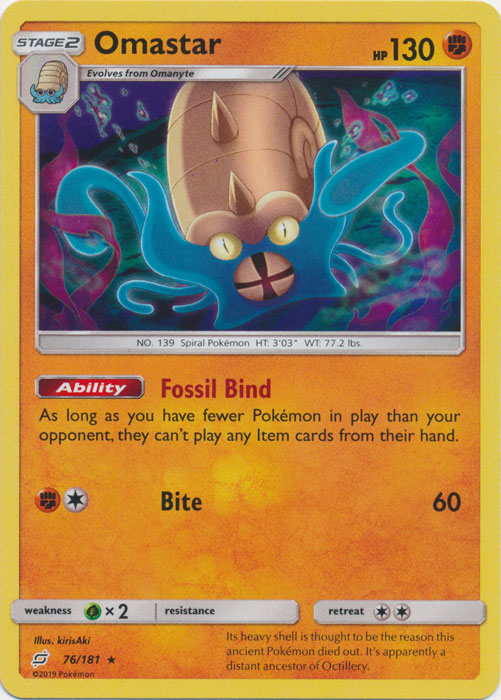 STAGE2
Omastar
HP 130
Evolves from Omanyte
NO. 139 Spiral Pokémon HT: 3'03" WT: 77.2 lbs.
Ability Fossil Bind
As long as you have fewer Pokémon in play than your
opponent, they can't play any Item cards from their hand.
Bite 60
weakness ×2 resistance retreat
Illus. kirisAki
76/181 ★
©2019 Pokémon
Its heavy shell is thought to be the reason this
ancient Pokémon died out. It's apparently a
distant ancestor of Octillery.